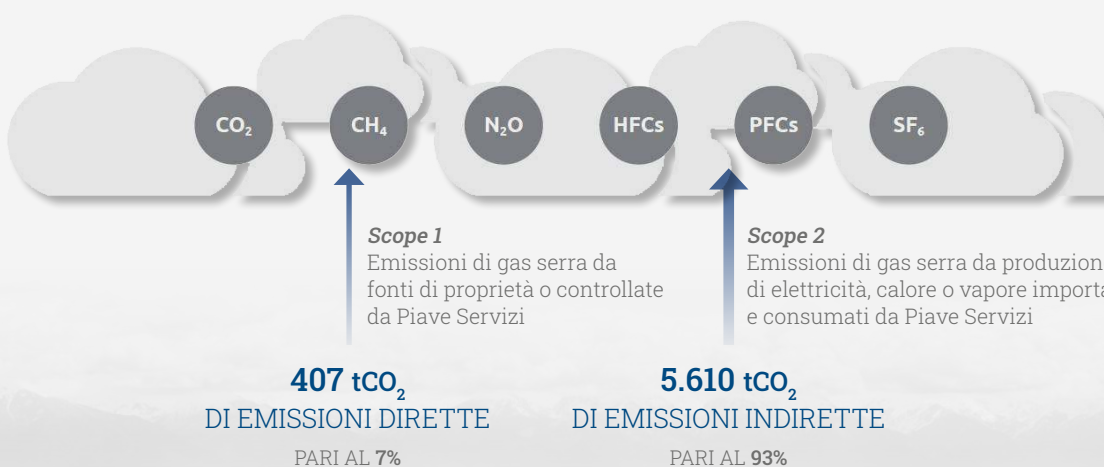 CO₂ CH₄ N₂O HFCs PFCs SF₆
Scope 1
Emissioni di gas serra da
fonti di proprietà o controllate
da Piave Servizi
Scope 2
Emissioni di gas serra da produzion
di elettricità, calore o vapore importa
e consumati da Piave Servizi
407 tCO₂
DI EMISSIONI DIRETTE
PARI AL 7%
5.610 tCO₂
DI EMISSIONI INDIRETTE
PARI AL 93%